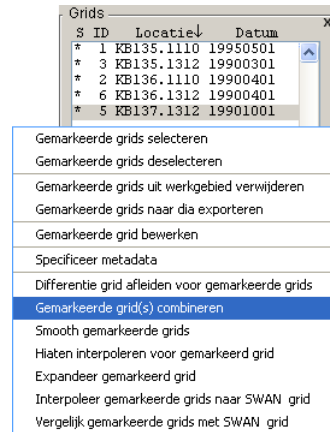 Grids
x
S ID Locatie↓ Datum
* 1 KB135.1110 19950501
* 3 KB135.1312 19900301
* 2 KB136.1110 19900401
* 6 KB136.1312 19900401
* 5 KB137.1312 19901001
Gemarkeerde grids selecteren
Gemarkeerde grids deselecteren
Gemarkeerde grids uit werkgebied verwijderen
Gemarkeerde grids naar dia exporteren
Gemarkeerde grid bewerken
Specificeer metadata
Differentie grid afleiden voor gemarkeerde grids
Gemarkeerde grid(s) combineren
Smooth gemarkeerde grids
Hiaten interpoleren voor gemarkeerd grid
Expandeer gemarkeerd grid
Interpoleer gemarkeerde grids naar SWAN grid
Vergelijk gemarkeerde grids met SWAN grid